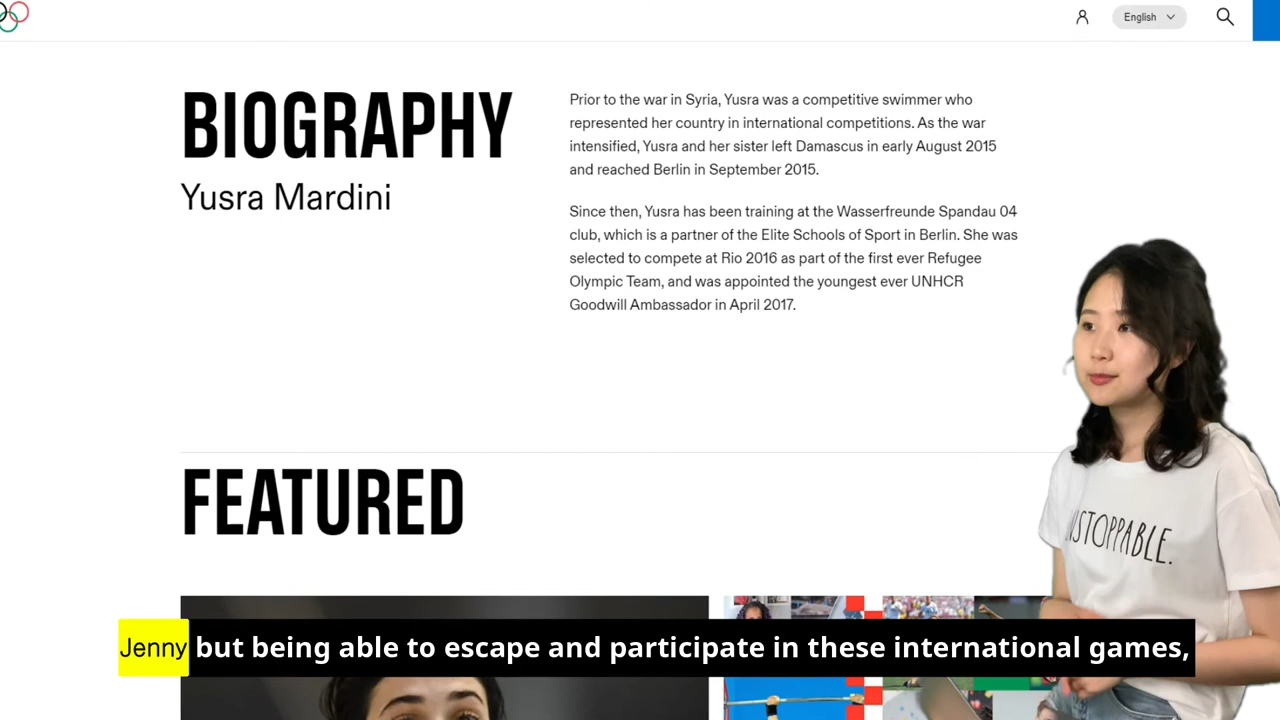 English
BIOGRAPHY
Yusra Mardini
Prior to the war in Syria, Yusra was a competitive swimmer who
represented her country in international competitions. As the war
intensified, Yusra and her sister left Damascus in early August 2015
and reached Berlin in September 2015.
Since then, Yusra has been training at the Wasserfreunde Spandau 04
club, which is a partner of the Elite Schools of Sport in Berlin. She was
selected to compete at Rio 2016 as part of the first ever Refugee
Olympic Team, and was appointed the youngest ever UNHCR
Goodwill Ambassador in April 2017.
FEATURED
NSTOPPABLE.
Jenny but being able to escape and participate in these international games,